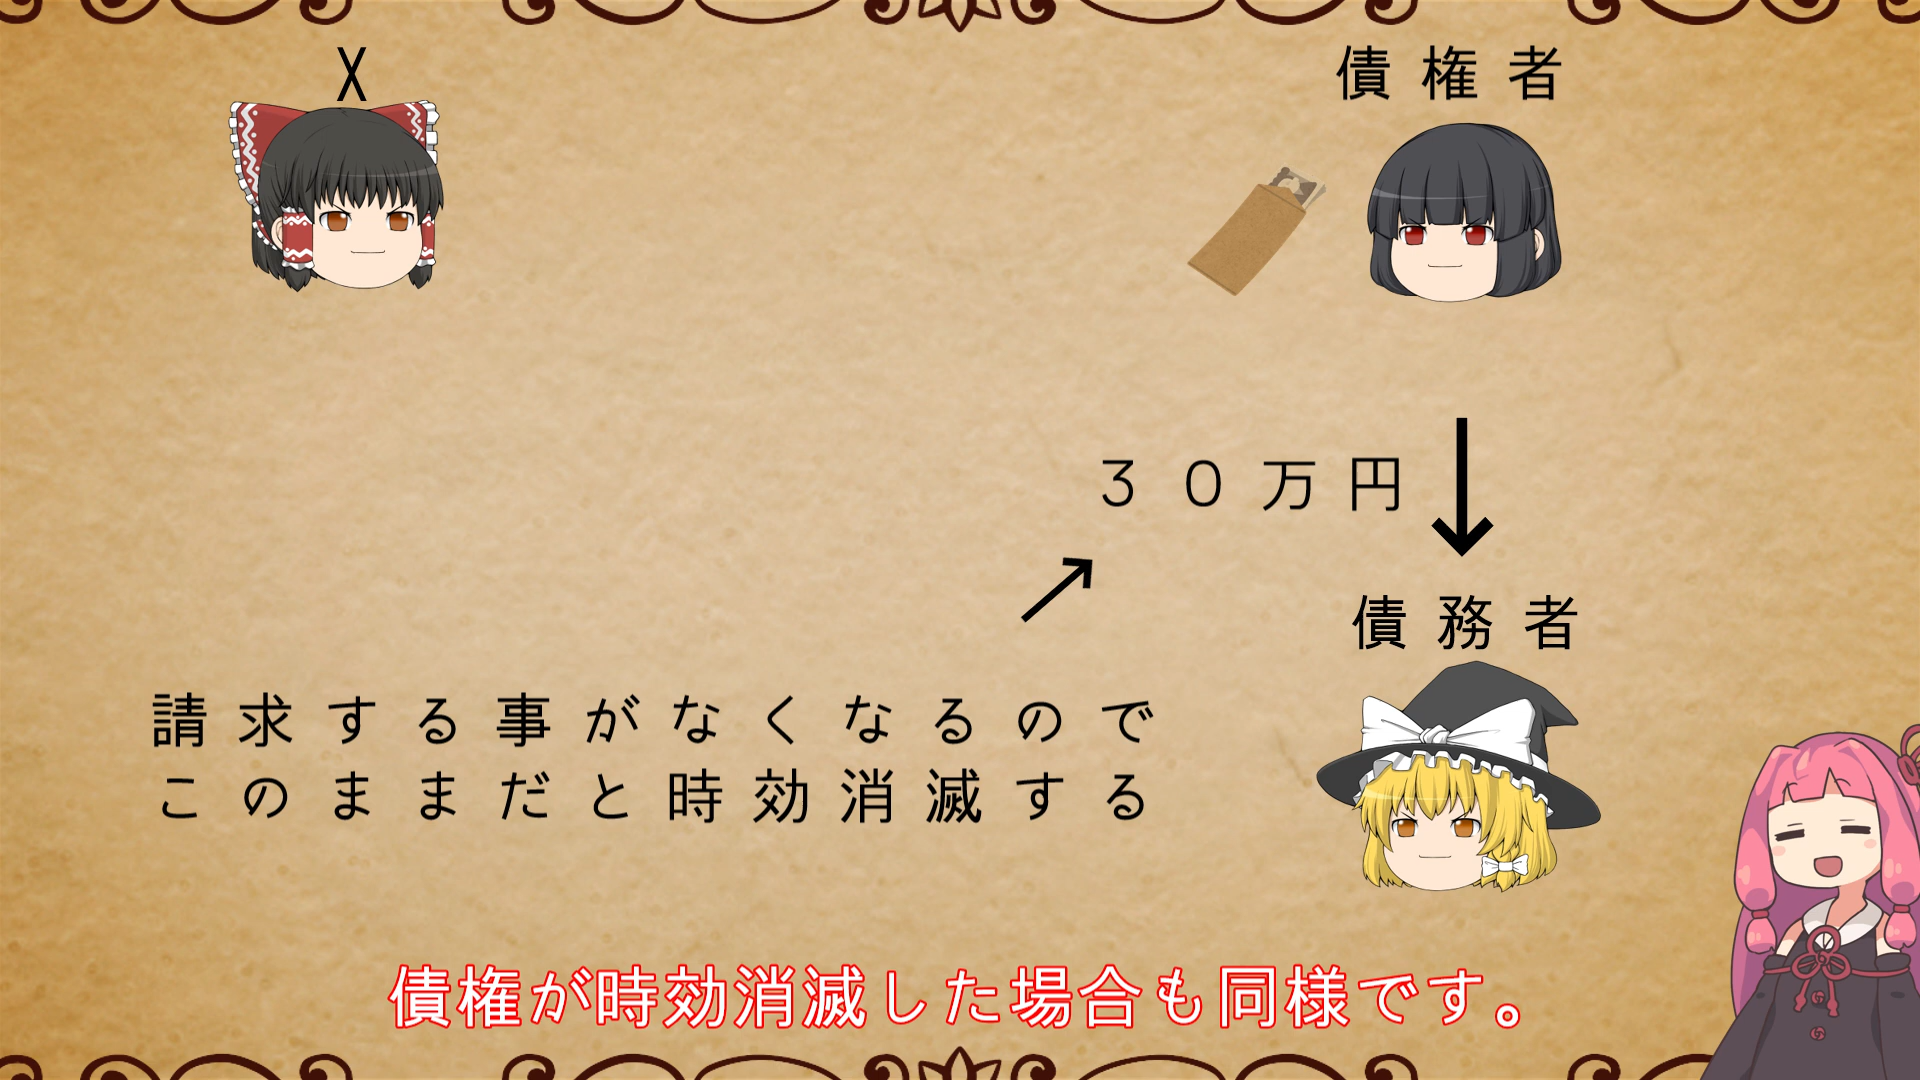 X
債権者
30万円
債務者
請求する事がなくなるので
このままだと時効消滅する
債権が時効消滅した場合も同様です。